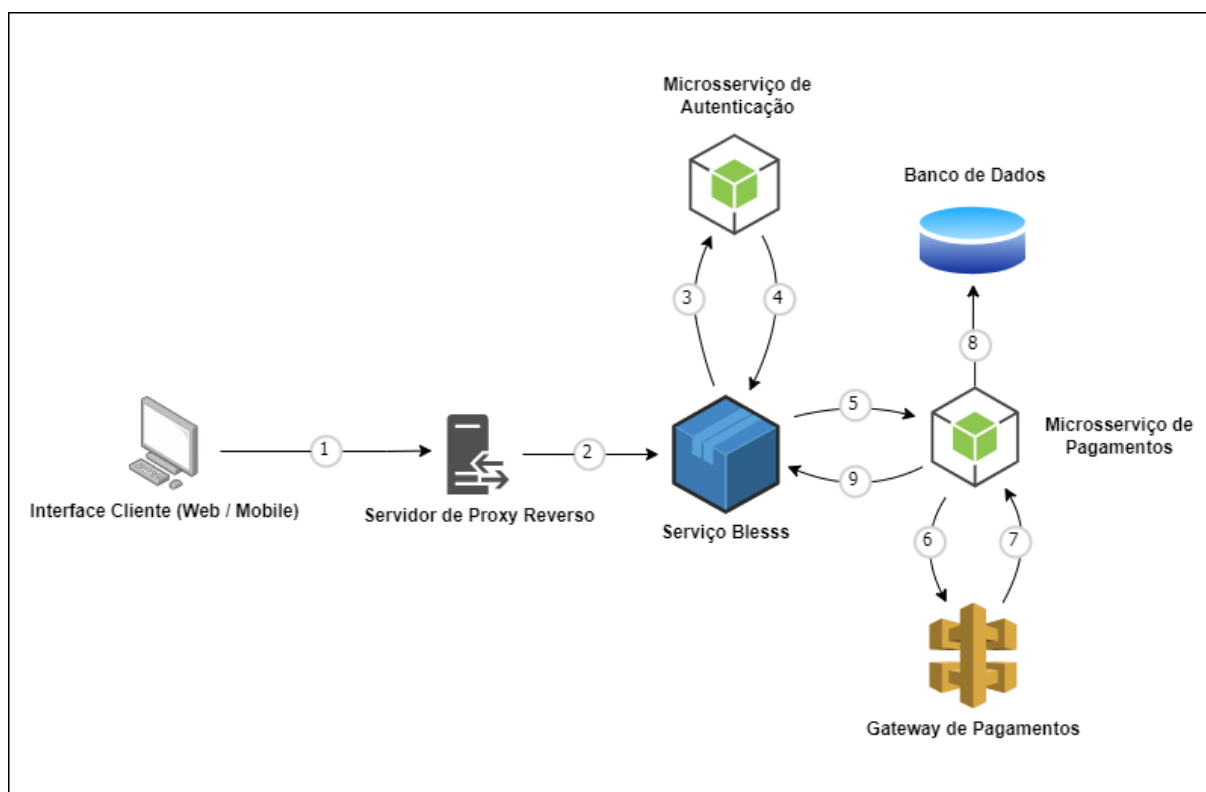 Microsserviço de
Autenticação
Banco de Dados
3
4
8
5
Microsserviço de
Pagamentos
1
2
9
Interface Cliente (Web / Mobile)
Servidor de Proxy Reverso
Serviço Blesss
6
7
Gateway de Pagamentos